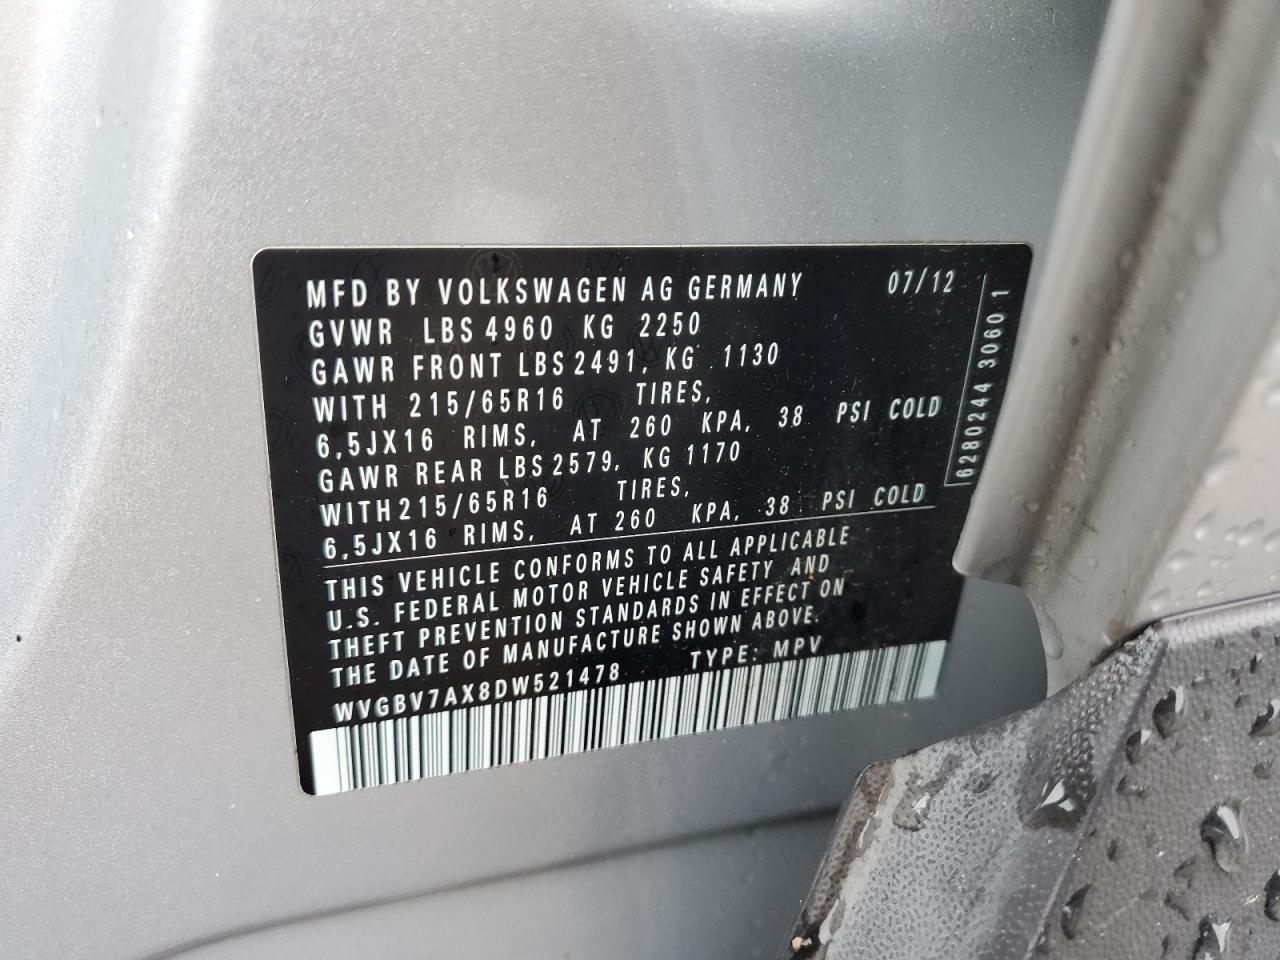 MFD BY VOLKSWAGEN AG GERMANY 07/12
GVWR LBS 4960 KG 2250
GAWR FRONT LBS 2491, KG 1130
WITH 215/65R16 TIRES,
6,5JX16 RIMS, AT 260 KPA, 38 PSI COLD
GAWR REAR LBS 2579, KG 1170
WITH 215/65R16 TIRES,
6,5JX16 RIMS, AT 260 KPA, 38 PSI COLD
THIS VEHICLE CONFORMS TO ALL APPLICABLE
U.S. FEDERAL MOTOR VEHICLE SAFETY AND
THEFT PREVENTION STANDARDS IN EFFECT ON
THE DATE OF MANUFACTURE SHOWN ABOVE.
WVGBV7AX8DW521478 TYPE: MPV
6280244 3060 1